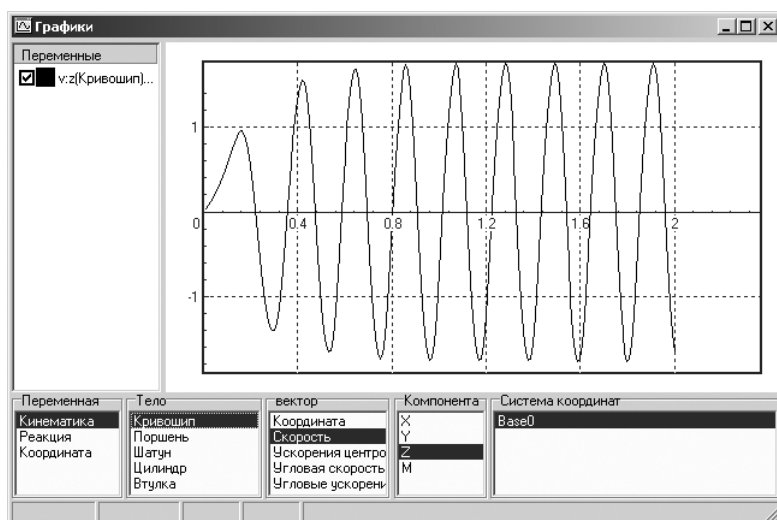 Графики
Переменные
v:z(Кривошип)...
1
0
0.4
0.8
1.2
1.6
2
-1
Переменная
Кинематика
Реакция
Координата
Тело
Кривошип
Поршень
Шатун
Цилиндр
Втулка
вектор
Координата
Скорость
Ускорения центро
Угловая скорость
Угловые ускорени
Компонента
X
Y
Z
M
Система координат
Base0